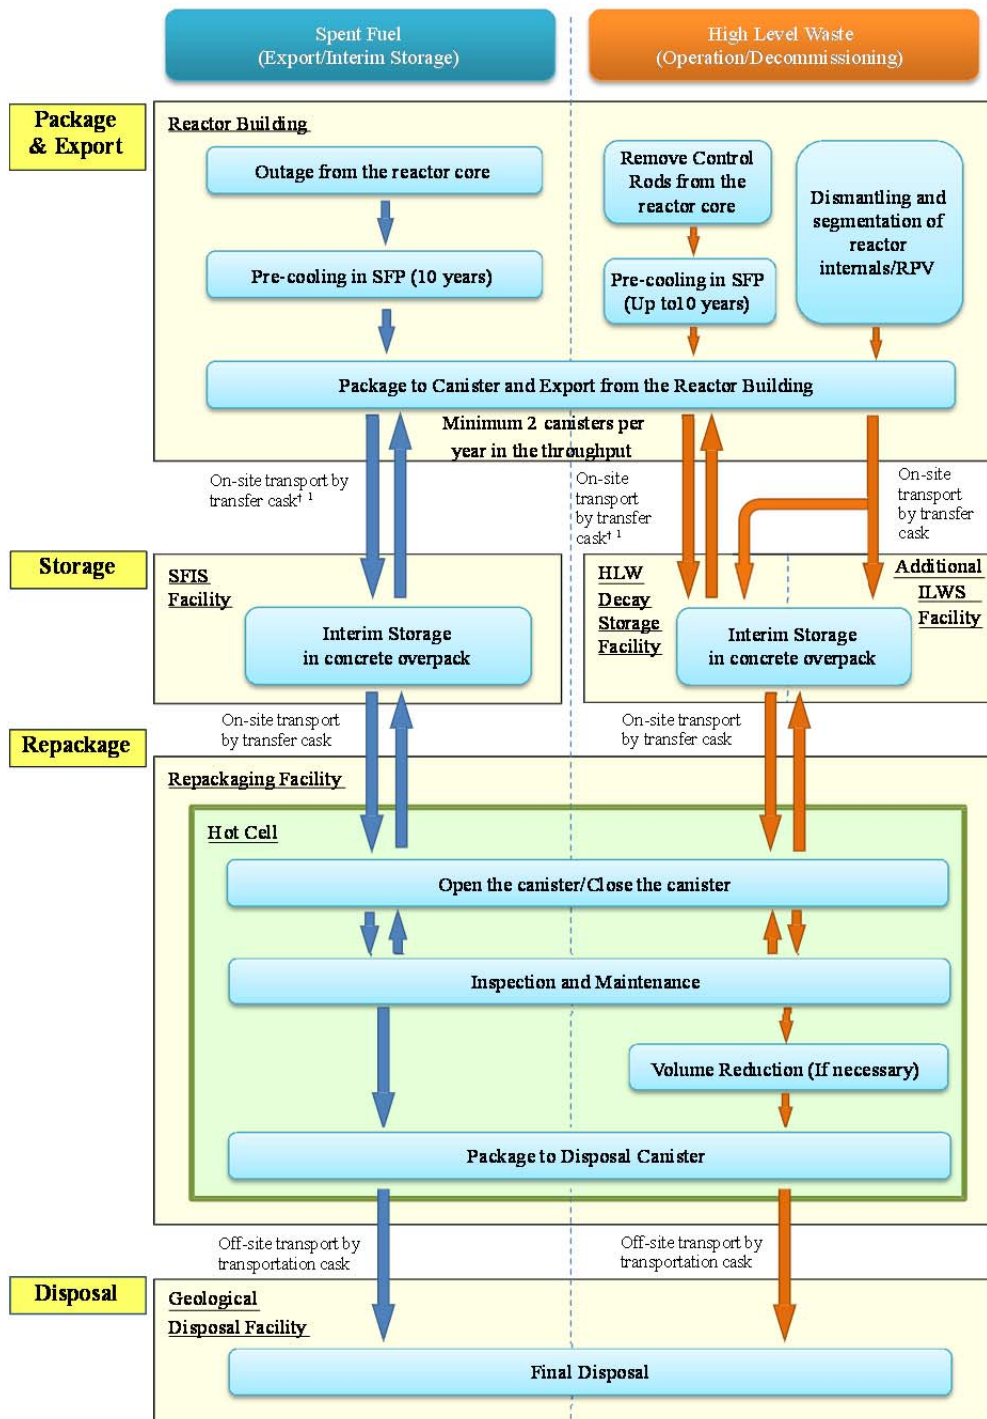 Spent Fuel
(Export/Interim Storage)
High Level Waste
(Operation/Decommissioning)
Package
& Export
Reactor Building
Outage from the reactor core
Pre-cooling in SFP (10 years)
Remove Control
Rods from the
reactor core
Pre-cooling in SFP
(Up to10 years)
Dismantling and
segmentation of
reactor
internals/RPV
Package to Canister and Export from the Reactor Building
Minimum 2 canisters per
year in the throughput
On-site transport by
transfer cask† 1
On-site
transport
by transfer
cask† 1
On-site
transport
by transfer
cask
Storage
SFIS
Facility
Interim Storage
in concrete overpack
HLW
Decay
Storage
Facility
Interim Storage
in concrete overpack
Additional
ILWS
Facility
On-site transport
by transfer cask
On-site transport
by transfer cask
Repackage
Repackaging Facility
Hot Cell
Open the canister/Close the canister
Inspection and Maintenance
Volume Reduction (If necessary)
Package to Disposal Canister
Off-site transport by
transportation cask
Off-site transport by
transportation cask
Disposal
Geological
Disposal Facility
Final Disposal